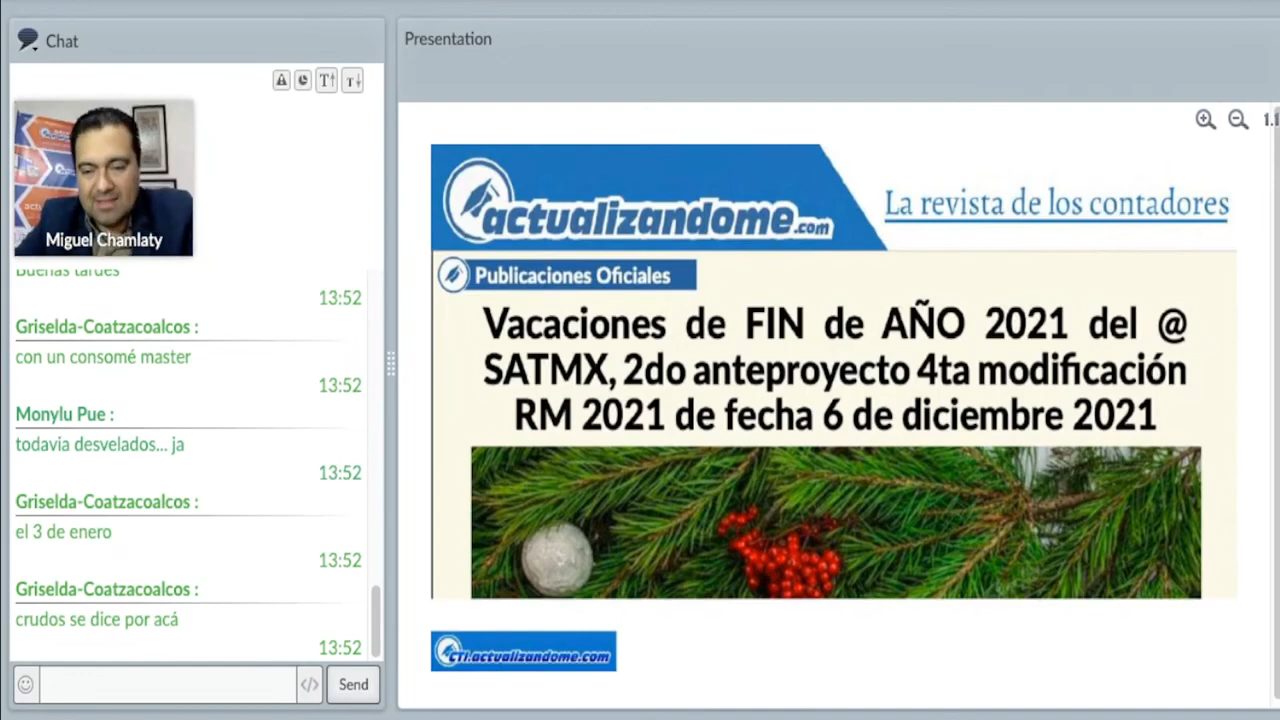 Chat
Presentation
Miguel Chamlaty
Buenas tardes
13:52
Griselda-Coatzacoalcos :
con un consomé master
13:52
Monylu Pue :
todavia desvelados... ja
13:52
Griselda-Coatzacoalcos :
el 3 de enero
13:52
Griselda-Coatzacoalcos :
crudos se dice por acá
13:52
Send
actualizandome.com
La revista de los contadores
Publicaciones Oficiales
Vacaciones de FIN de AÑO 2021 del @
SATMX, 2do anteproyecto 4ta modificación
RM 2021 de fecha 6 de diciembre 2021
CTI.actualizandome.com